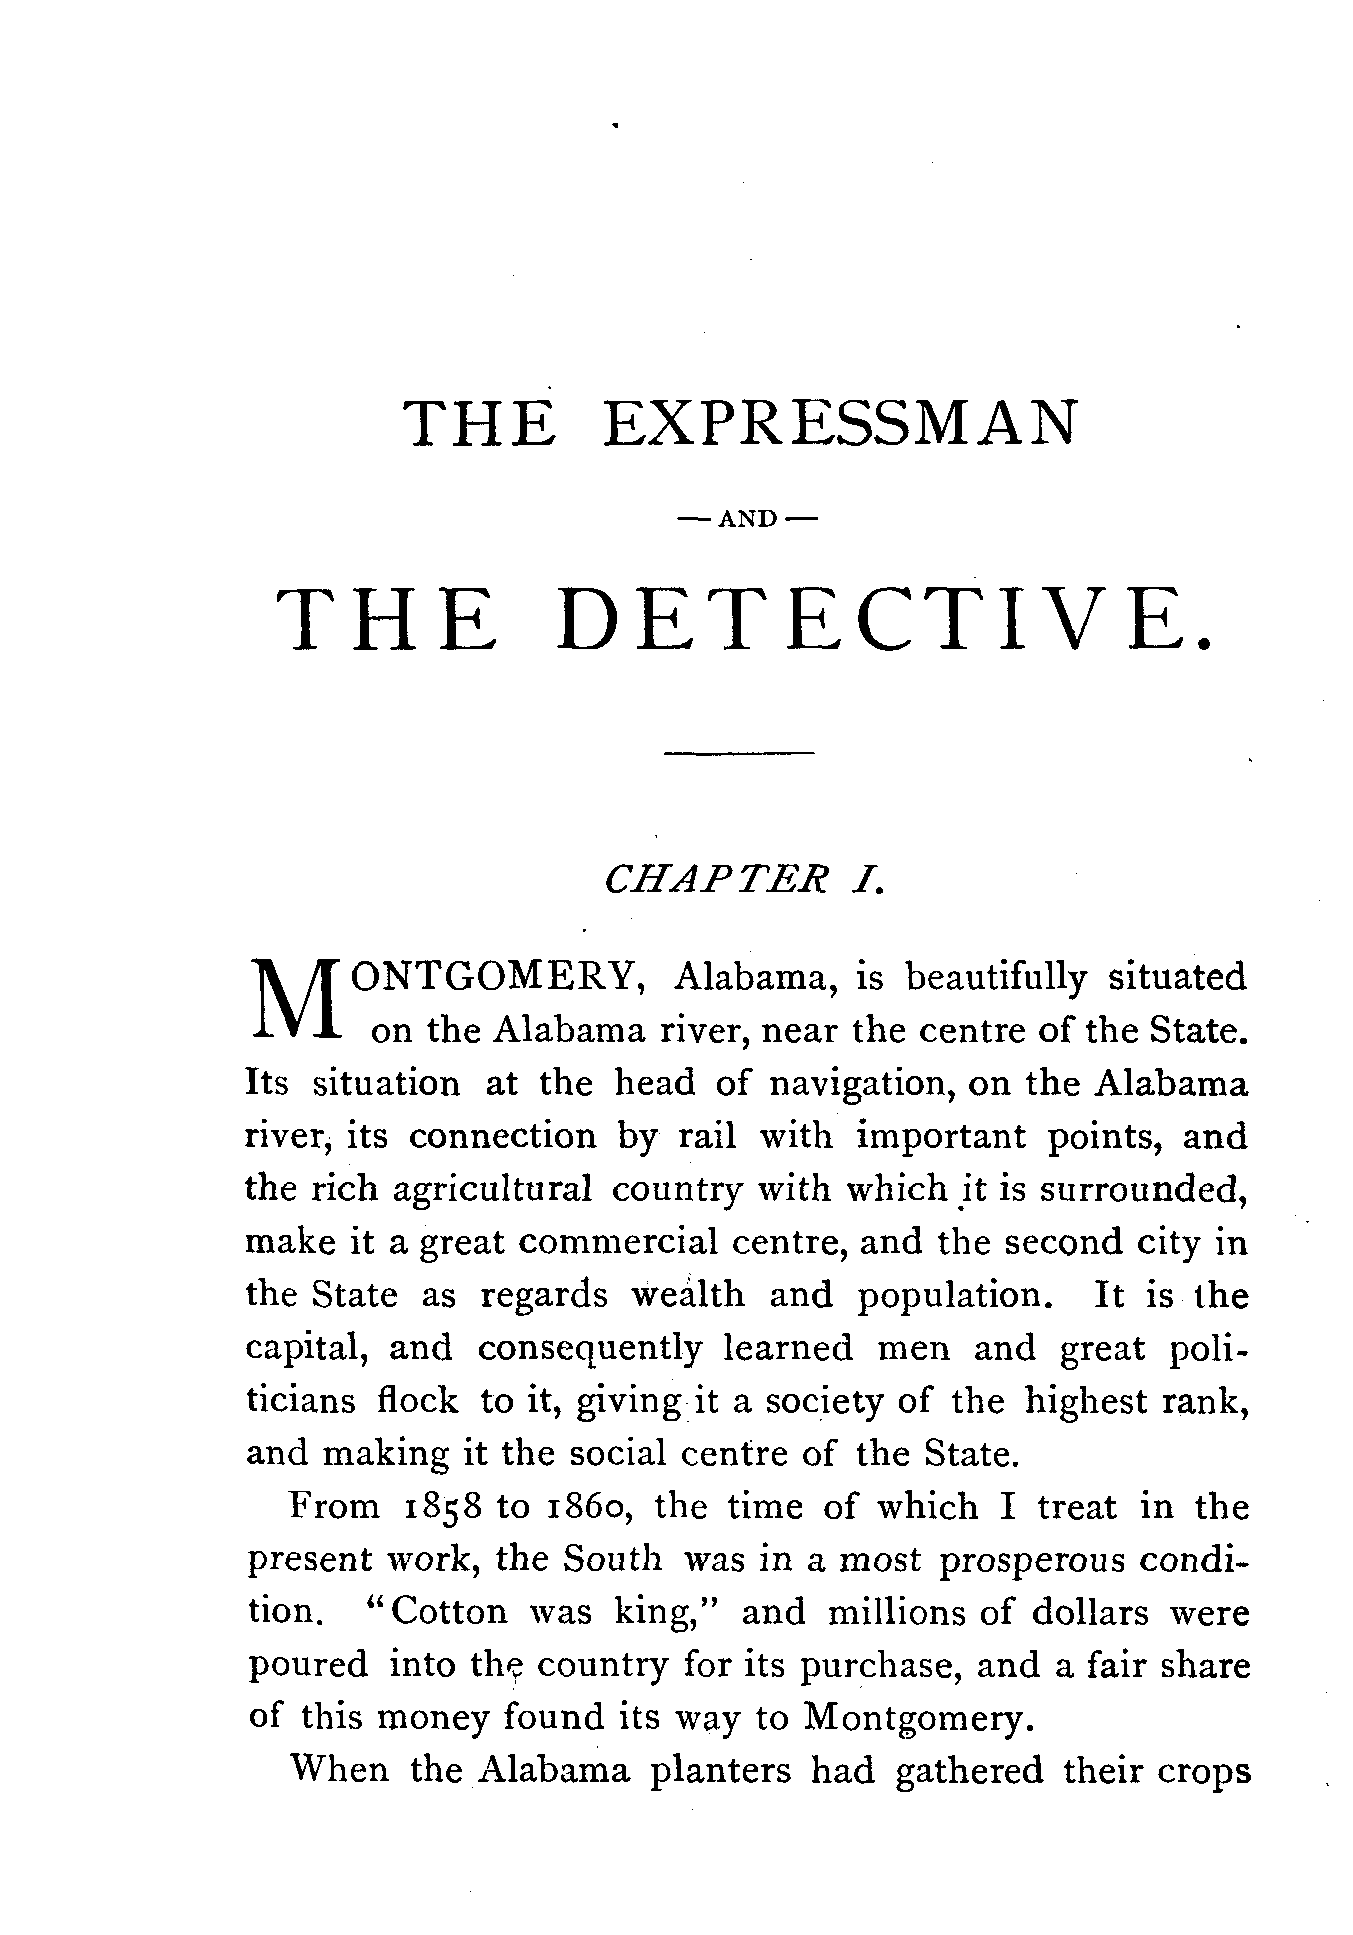 THE EXPRESSMAN
— AND —
THE DETECTIVE.
CHAPTER I.
MONTGOMERY, Alabama, is beautifully situated
on the Alabama river, near the centre of the State.
Its situation at the head of navigation, on the Alabama
river, its connection by rail with important points, and
the rich agricultural country with which it is surrounded,
make it a great commercial centre, and the second city in
the State as regards wealth and population. It is the
capital, and consequently learned men and great poli-
ticians flock to it, giving it a society of the highest rank,
and making it the social centre of the State.
From 1858 to 1860, the time of which I treat in the
present work, the South was in a most prosperous condi-
tion. "Cotton was king," and millions of dollars were
poured into the country for its purchase, and a fair share
of this money found its way to Montgomery.
When the Alabama planters had gathered their crops